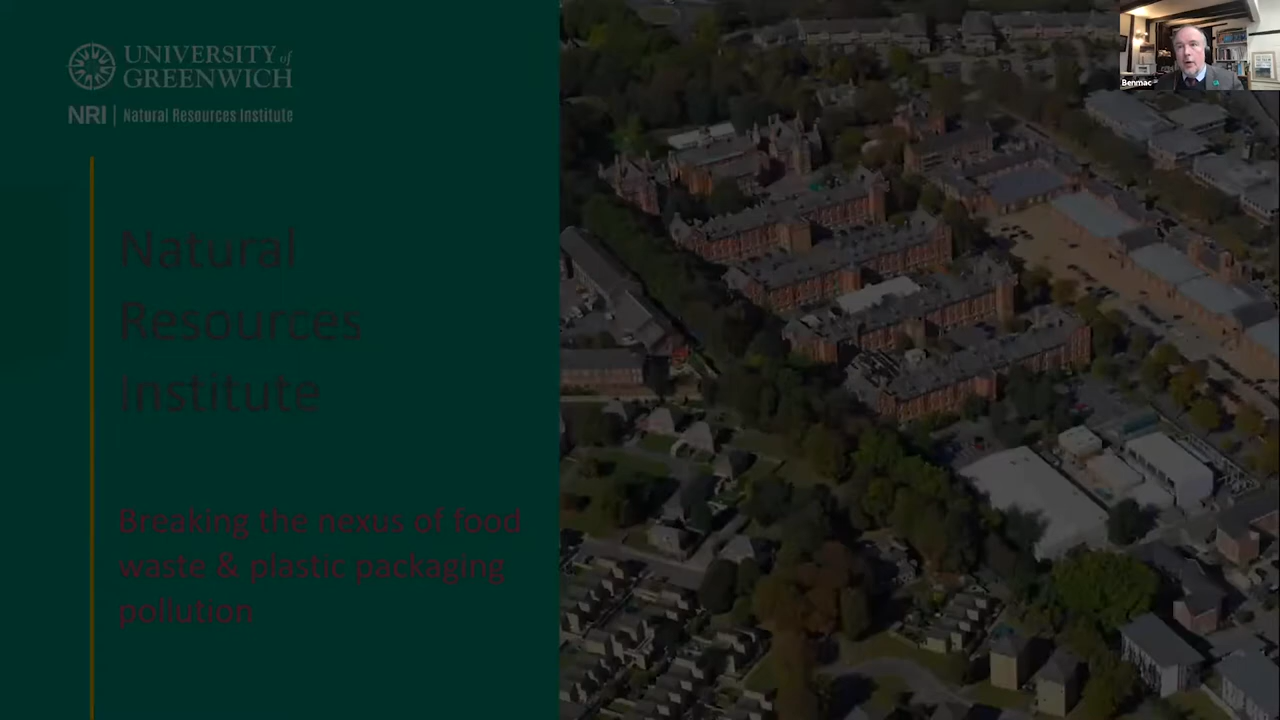 UNIVERSITY of
GREENWICH
NRI | Natural Resources Institute
Natural
Resources
Institute
Breaking the nexus of food
waste & plastic packaging
pollution
Benmac